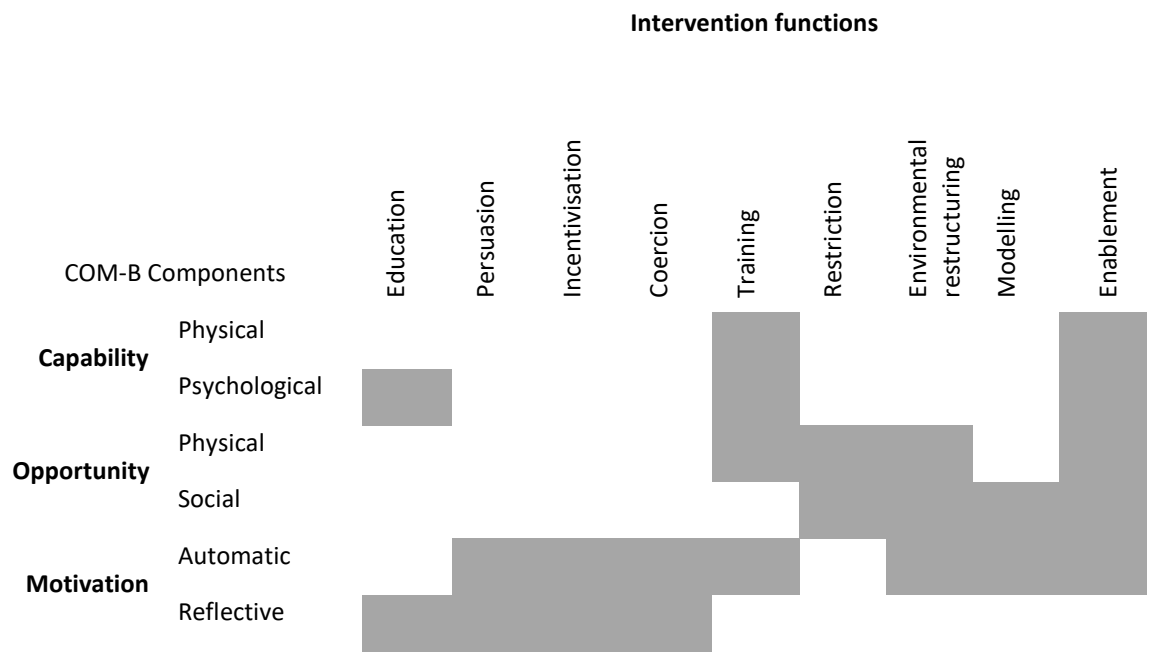 Intervention functions
Education
Persuasion
Incentivisation
Coercion
Training
Restriction
Environmental
restructuring
Modelling
Enablement
COM-B Components
Physical
Capability
Psychological
Physical
Opportunity
Social
Automatic
Motivation
Reflective